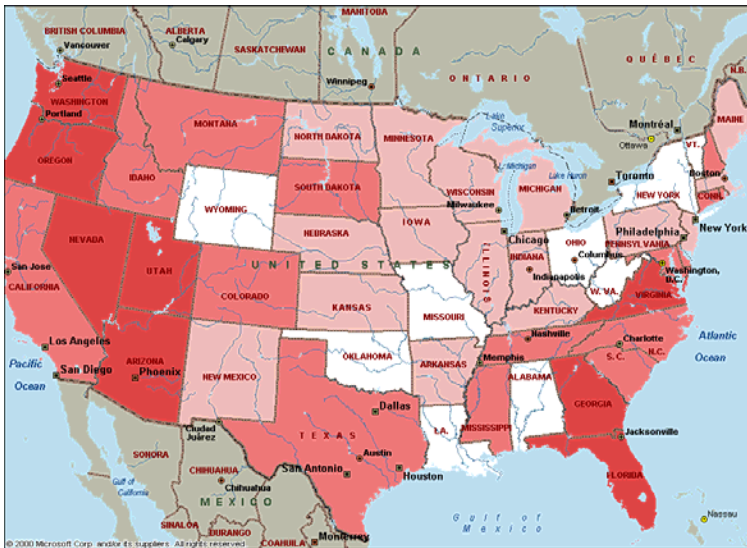 MANITOBA
BRITISH COLUMBIA
ALBERTA
Calgary
SASKATCHEWAN
CANADA
ONTARIO
QUÉBEC
N.B.
Vancouver
Winnipeg
Seattle
WASHINGTON
Portland
MONTANA
NORTH DAKOTA
MINNESOTA
Lake Superior
Montréal
Ottawa
MAINE
VT.
OREGON
IDAHO
SOUTH DAKOTA
WISCONSIN
L. Michigan
Lake Huron
MICHIGAN
Toronto
Boston
NEW YORK
CONN.
WYOMING
Milwaukee
Detroit
New York
NEBRASKA
IOWA
Chicago
OHIO
Columbus
Philadelphia
PENNSYLVANIA
NEVADA
UTAH
UNITED STATES
ILLINOIS
INDIANA
Indianapolis
Washington, D.C.
San Jose
CALIFORNIA
COLORADO
KANSAS
MISSOURI
W. VA.
VIRGINIA
KENTUCKY
Los Angeles
Pacific Ocean
San Diego
ARIZONA
Phoenix
NEW MEXICO
OKLAHOMA
ARKANSAS
Memphis
Nashville
Charlotte
N.C.
S.C.
Atlantic Ocean
Dallas
MISSISSIPPI
ALABAMA
GEORGIA
Ciudad Juárez
TEXAS
LA.
Jacksonville
SONORA
Austin
San Antonio
Houston
FLORIDA
CHIHUAHUA
Chihuahua
Gulf of California
MEXICO
Gulf of Mexico
Nassau
SINALOA
DURANGO
COAHUILA
Monterrey
© 2000 Microsoft Corp. and/or its suppliers. All rights reserved.